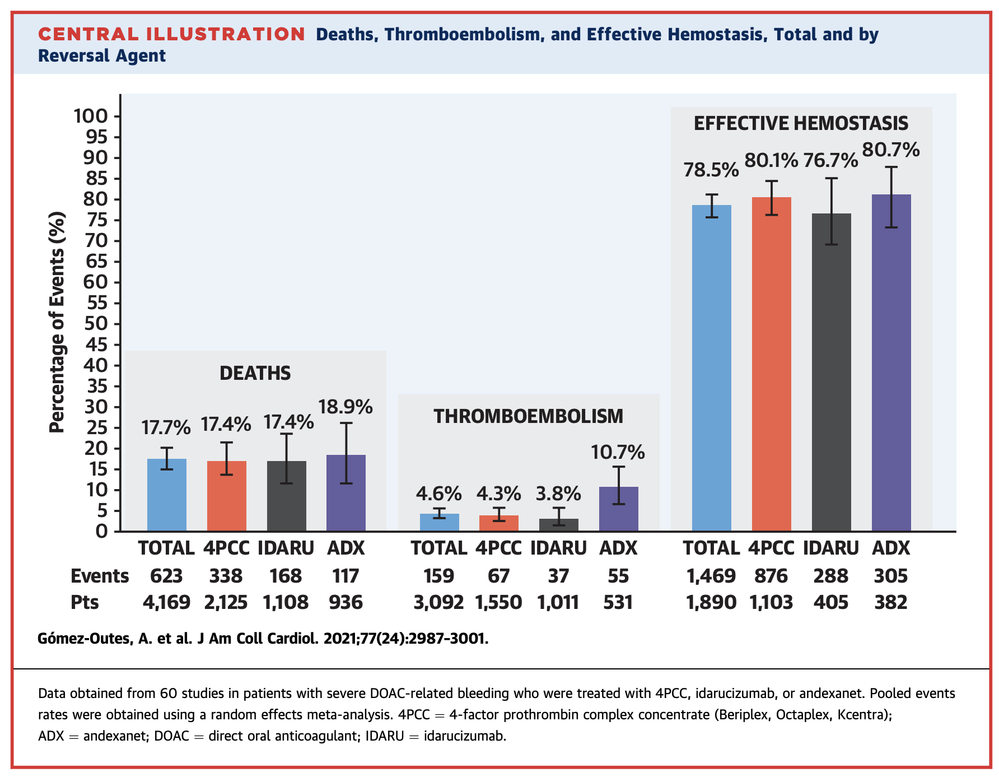 CENTRAL ILLUSTRATION Deaths, Thromboembolism, and Effective Hemostasis, Total and by
Reversal Agent
Percentage of Events (%)
100
95
90
85
80
75
70
65
60
55
50
45
40
35
30
25
20
15
10
5
0
DEATHS
17.7% 17.4% 17.4% 18.9%
THROMBOEMBOLISM
4.6% 4.3% 3.8% 10.7%
EFFECTIVE HEMOSTASIS
78.5% 80.1% 76.7% 80.7%
TOTAL 4PCC IDARU ADX TOTAL 4PCC IDARU ADX TOTAL 4PCC IDARU ADX
Events 623 338 168 117 159 67 37 55 1,469 876 288 305
Pts 4,169 2,125 1,108 936 3,092 1,550 1,011 531 1,890 1,103 405 382
Gómez-Outes, A. et al. J Am Coll Cardiol. 2021;77(24):2987–3001.
Data obtained from 60 studies in patients with severe DOAC-related bleeding who were treated with 4PCC, idarucizumab, or andexanet. Pooled events
rates were obtained using a random effects meta-analysis. 4PCC = 4-factor prothrombin complex concentrate (Beriplex, Octaplex, Kcentra);
ADX = andexanet; DOAC = direct oral anticoagulant; IDARU = idarucizumab.